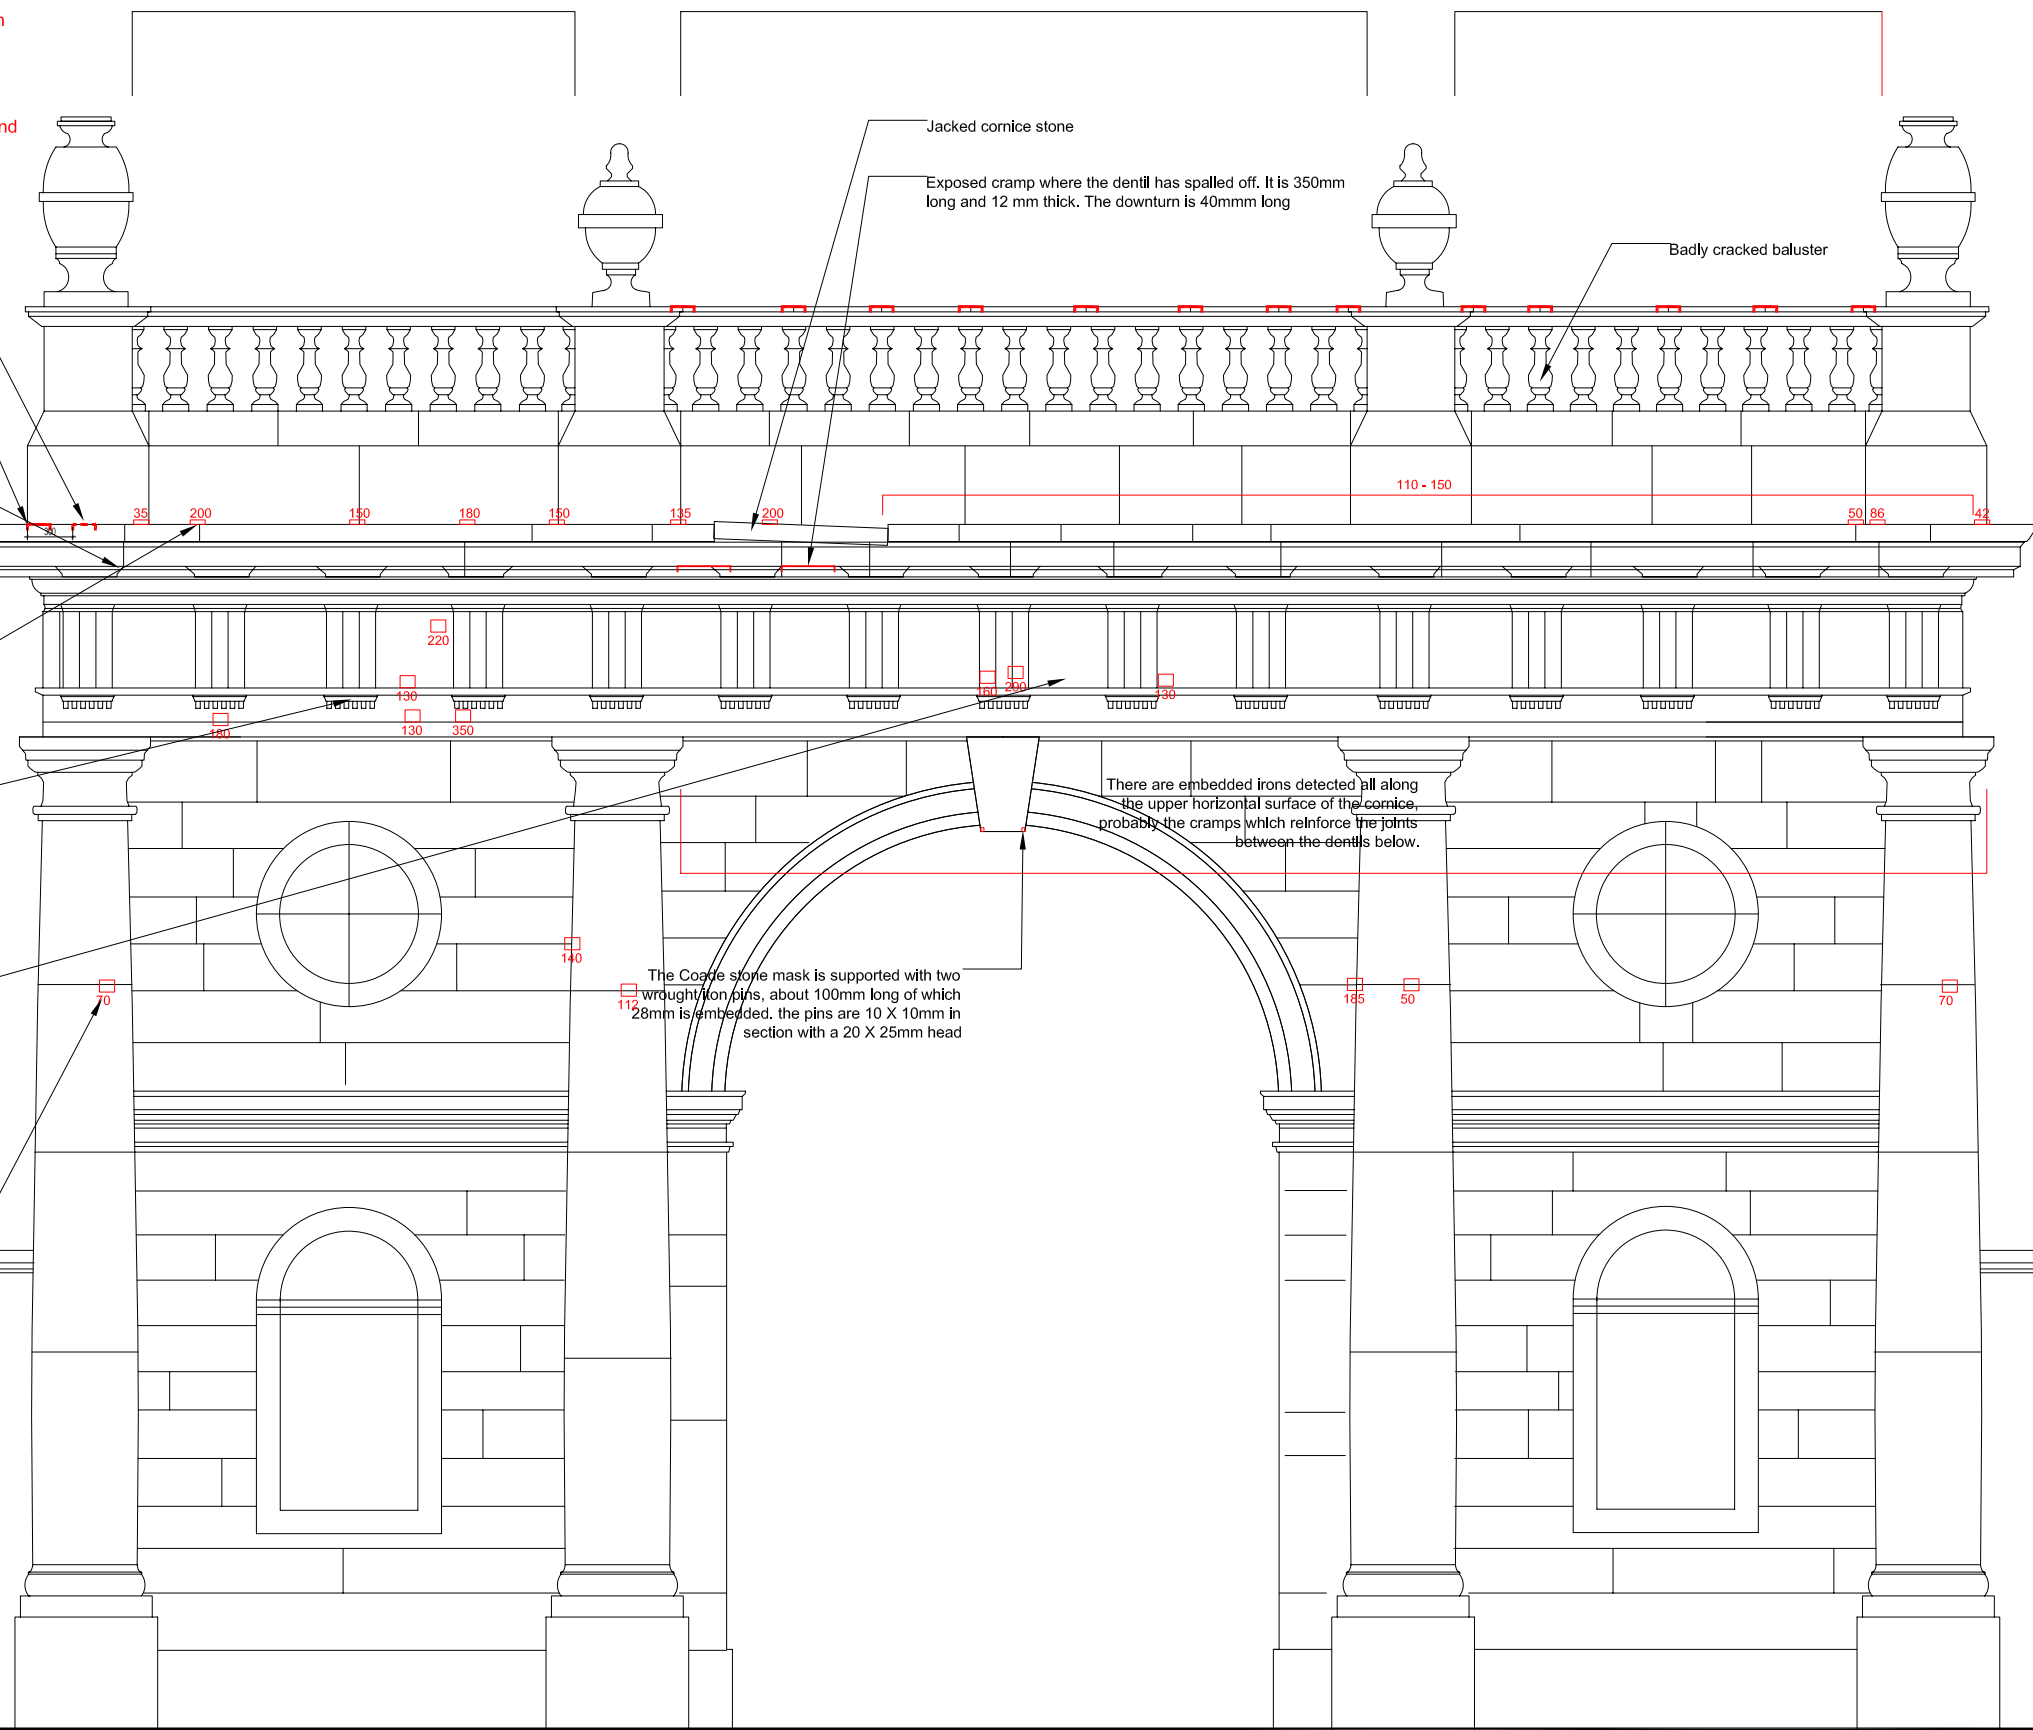 n
nd
Jacked cornice stone
Exposed cramp where the dentil has spalled off. It is 350mm
long and 12 mm thick. The downturn is 40mmm long
Badly cracked baluster
110 - 150
35
200
150
180
150
135
200
50
86
42
220
130
160
200
130
180
130
350
There are embedded irons detected all along
the upper horizontal surface of the cornice,
probably the cramps which reinforce the joints
between the dentils below.
140
The Coade stone mask is supported with two
wrought iton pins, about 100mm long of which
28mm is embedded. the pins are 10 X 10mm in
section with a 20 X 25mm head
70
112
185
50
70